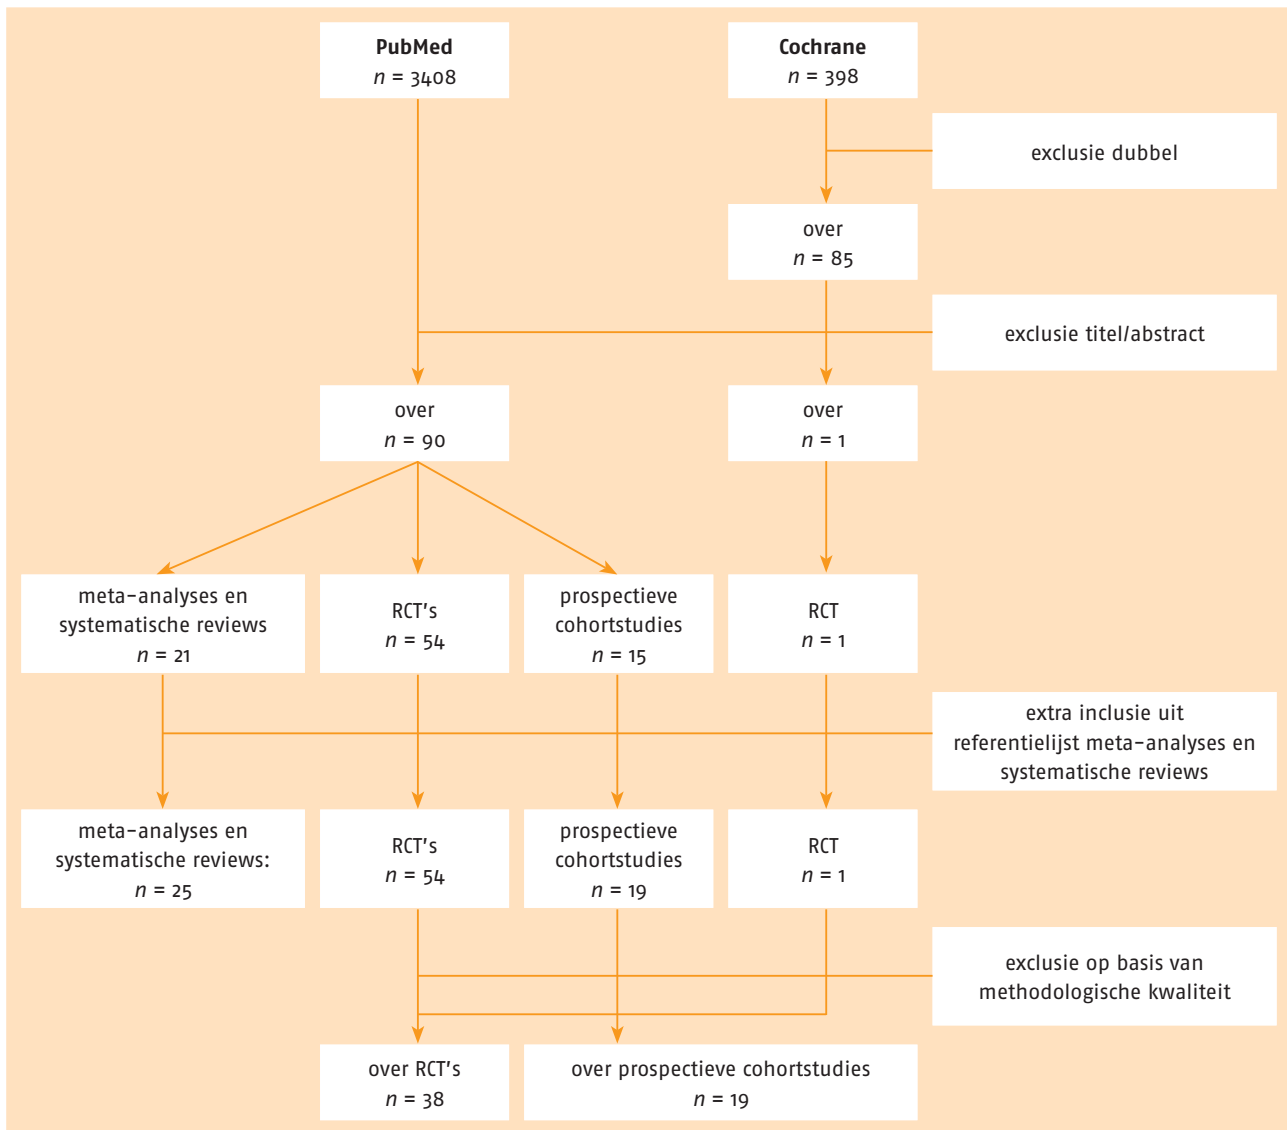 PubMed
n = 3408
Cochrane
n = 398
exclusie dubbel
over
n = 85
exclusie titel/abstract
over
n = 90
over
n = 1
meta-analyses en
systematische reviews
n = 21
RCT's
n = 54
prospectieve
cohortstudies
n = 15
RCT
n = 1
extra inclusie uit
referentielijst meta-analyses en
systematische reviews
meta-analyses en
systematische reviews:
n = 25
RCT's
n = 54
prospectieve
cohortstudies
n = 19
RCT
n = 1
exclusie op basis van
methodologische kwaliteit
over RCT's
n = 38
over prospectieve cohortstudies
n = 19